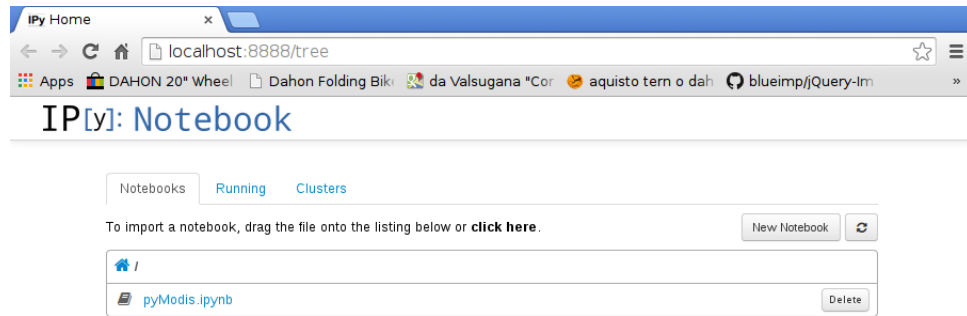 IPy Home
localhost:8888/tree
Apps DAHON 20" Wheel Dahon Folding Bik da Valsugana "Cor aquisto tern o dah blueimp/jQuery-Im »
IP[y]: Notebook
Notebooks Running Clusters
To import a notebook, drag the file onto the listing below or click here. New Notebook
/
pyModis.ipynb Delete